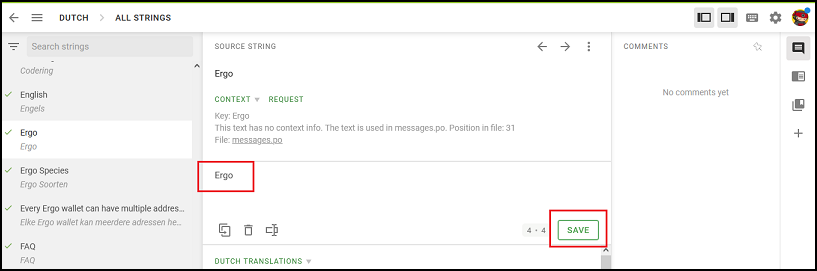 DUTCH > ALL STRINGS
Search strings
Codering
English
Engels
Ergo
Ergo
Ergo Species
Ergo Soorten
Every Ergo wallet can have multiple addres...
Elke Ergo wallet kan meerdere adressen he...
FAQ
FAQ
SOURCE STRING
Ergo
CONTEXT REQUEST
Key: Ergo
This text has no context info. The text is used in messages.po. Position in file: 31
File: messages.po
Ergo
4 • 4 SAVE
DUTCH TRANSLATIONS
COMMENTS
No comments yet